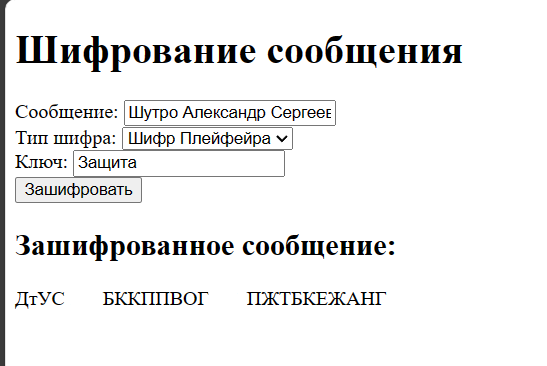 Шифрование сообщения
Сообщение: Шутро Александр Сергеев
Тип шифра: Шифр Плейфейра
Ключ: Защита
Зашифровать
Зашифрованное сообщение:
ДтУС БККППВОГ ПЖТБКЕЖАНГ